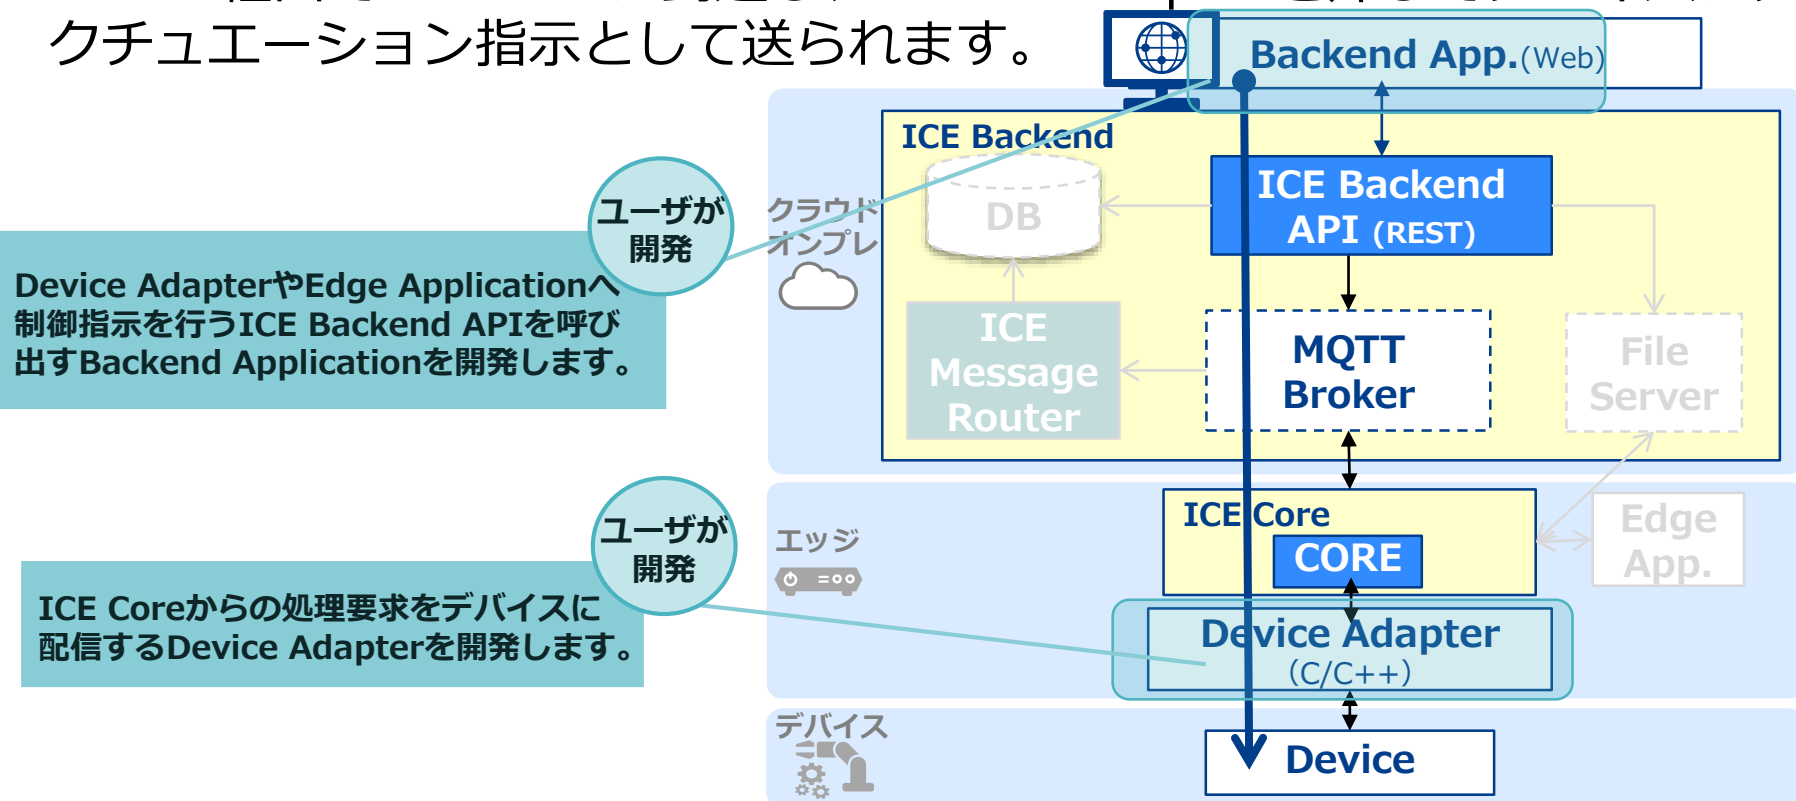 クチュエーション指示として送られます。
Backend App.(Web)
ICE Backend
ユーザが
開発
クラウド
オンプレ
DB
ICE Backend
API (REST)
Device AdapterやEdge Applicationへ
制御指示を行うICE Backend APIを呼び
出すBackend Applicationを開発します。
ICE
Message
Router
MQTT
Broker
File
Server
ユーザが
開発
エッジ
ICE Core
CORE
Edge
App.
ICE Coreからの処理要求をデバイスに
配信するDevice Adapterを開発します。
Device Adapter
（C/C++）
デバイス
Device